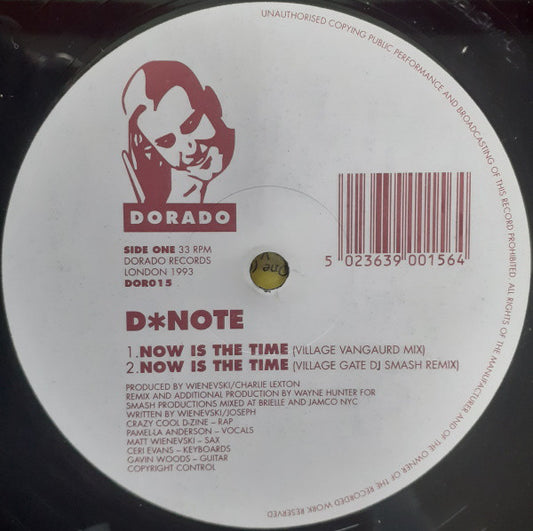 UNAUTHORISED COPYING PUBLIC PERFORMANCE AND BROADCASTING OF THIS RECORD PROHIBITED. ALL RIGHTS OF THE MANUFACTURER AND OF THE OWNER OF THE RECORDED WORK RESERVED
DORADO
SIDE ONE 33 RPM
DORADO RECORDS
LONDON 1993
DOR015
5 023639 001564
D*NOTE
1.NOW IS THE TIME (VILLAGE VANGAURD MIX)
2.NOW IS THE TIME (VILLAGE GATE DJ SMASH REMIX)
PRODUCED BY WIENEVSKI/CHARLIE LEXTON
REMIX AND ADDITIONAL PRODUCTION BY WAYNE HUNTER FOR
SMASH PRODUCTIONS MIXED AT BRIELLE AND JAMCO NYC
WRITTEN BY WIENEVSKI/JOSEPH
CRAZY COOL D-ZINE – RAP
PAMEL-LA ANDERSON – VOCALS
MATT WIENEVSKI – SAX
CERI EVANS – KEYBOARDS
GAVIN WOODS – GUITAR
COPYRIGHT CONTROL